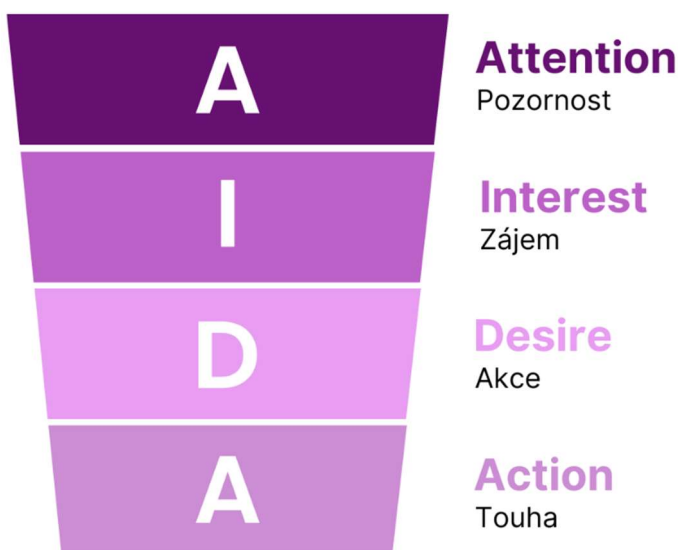 A
Attention
Pozornost
I
Interest
Zájem
D
Desire
Akce
A
Action
Touha